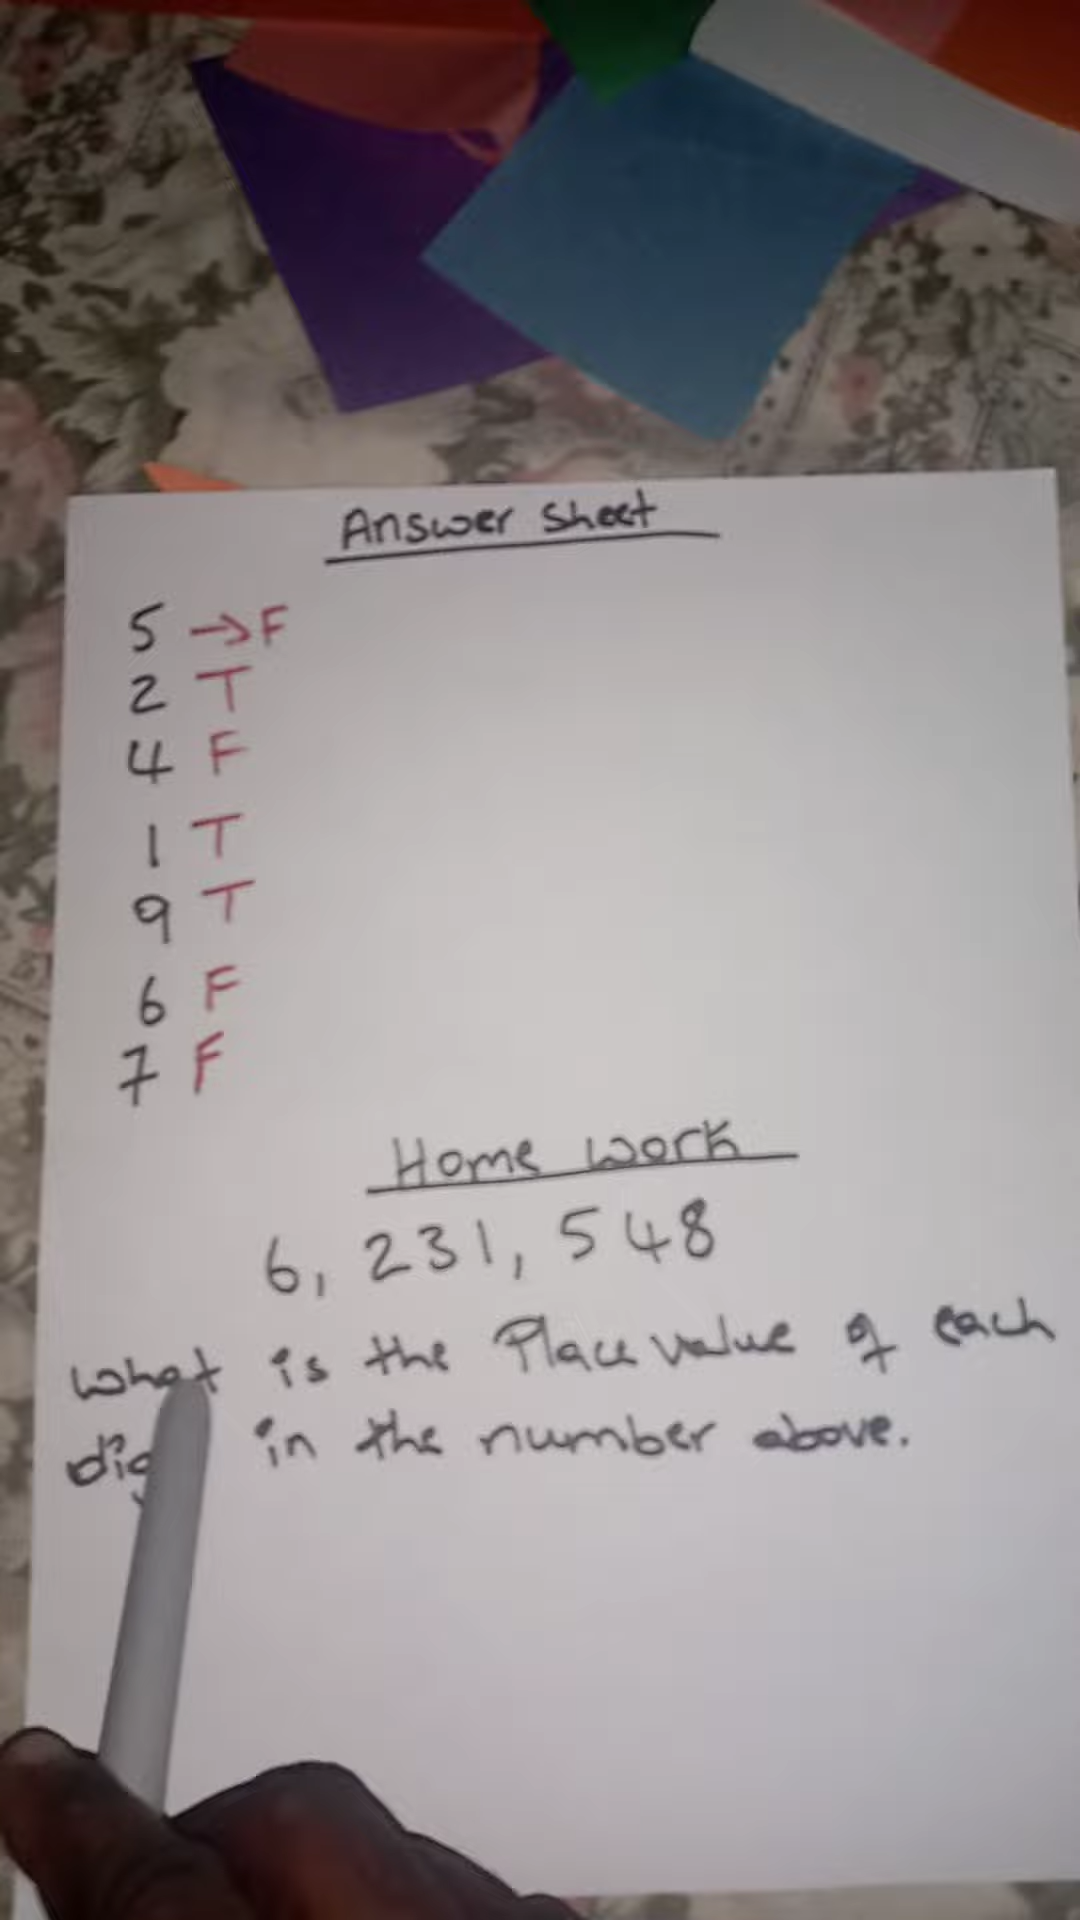 Answer Sheet
5 → F
2 T
4 F
1 T
9 T
6 F
7 F
Home work
6, 231, 548
What is the Place value of each
in the number above.